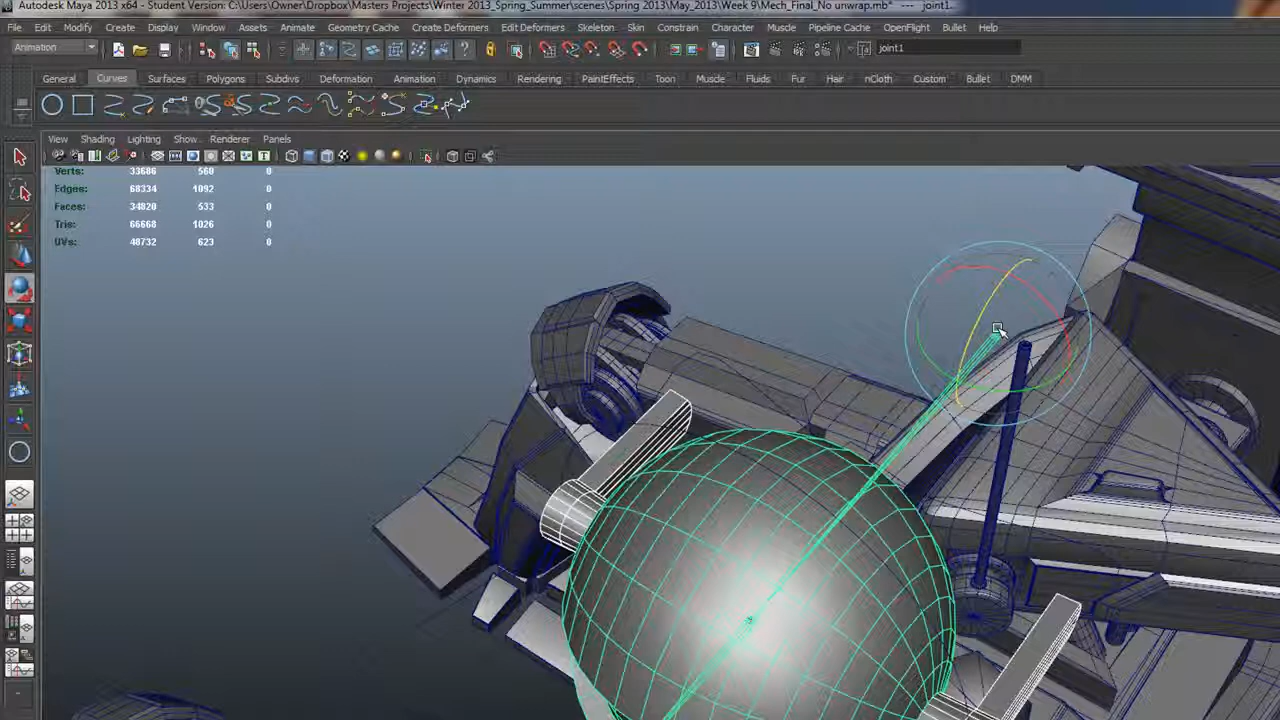 Autodesk Maya 2013 x64 - Student Version: C:\Users\Owner\Dropbox\Masters Projects\Winter 2013_Spring_Summer\scenes\Spring 2013\May_2013\Week 9\Mech_Final_No unwrap.mb* --- joint1...
File Edit Modify Create Display Window Assets Animate Geometry Cache Create Deformers Edit Deformers Skeleton Skin Constrain Character Muscle Pipeline Cache OpenFlight Bullet Help
Animation joint1
General Curves Surfaces Polygons Subdivs Deformation Animation Dynamics Rendering PaintEffects Toon Muscle Fluids Fur Hair nCloth Custom Bullet DMM
View Shading Lighting Show Renderer Panels
Verts: 33686 560 0
Edges: 68334 1092 0
Faces: 34820 533 0
Tris: 66668 1026 0
UVs: 48732 623 0